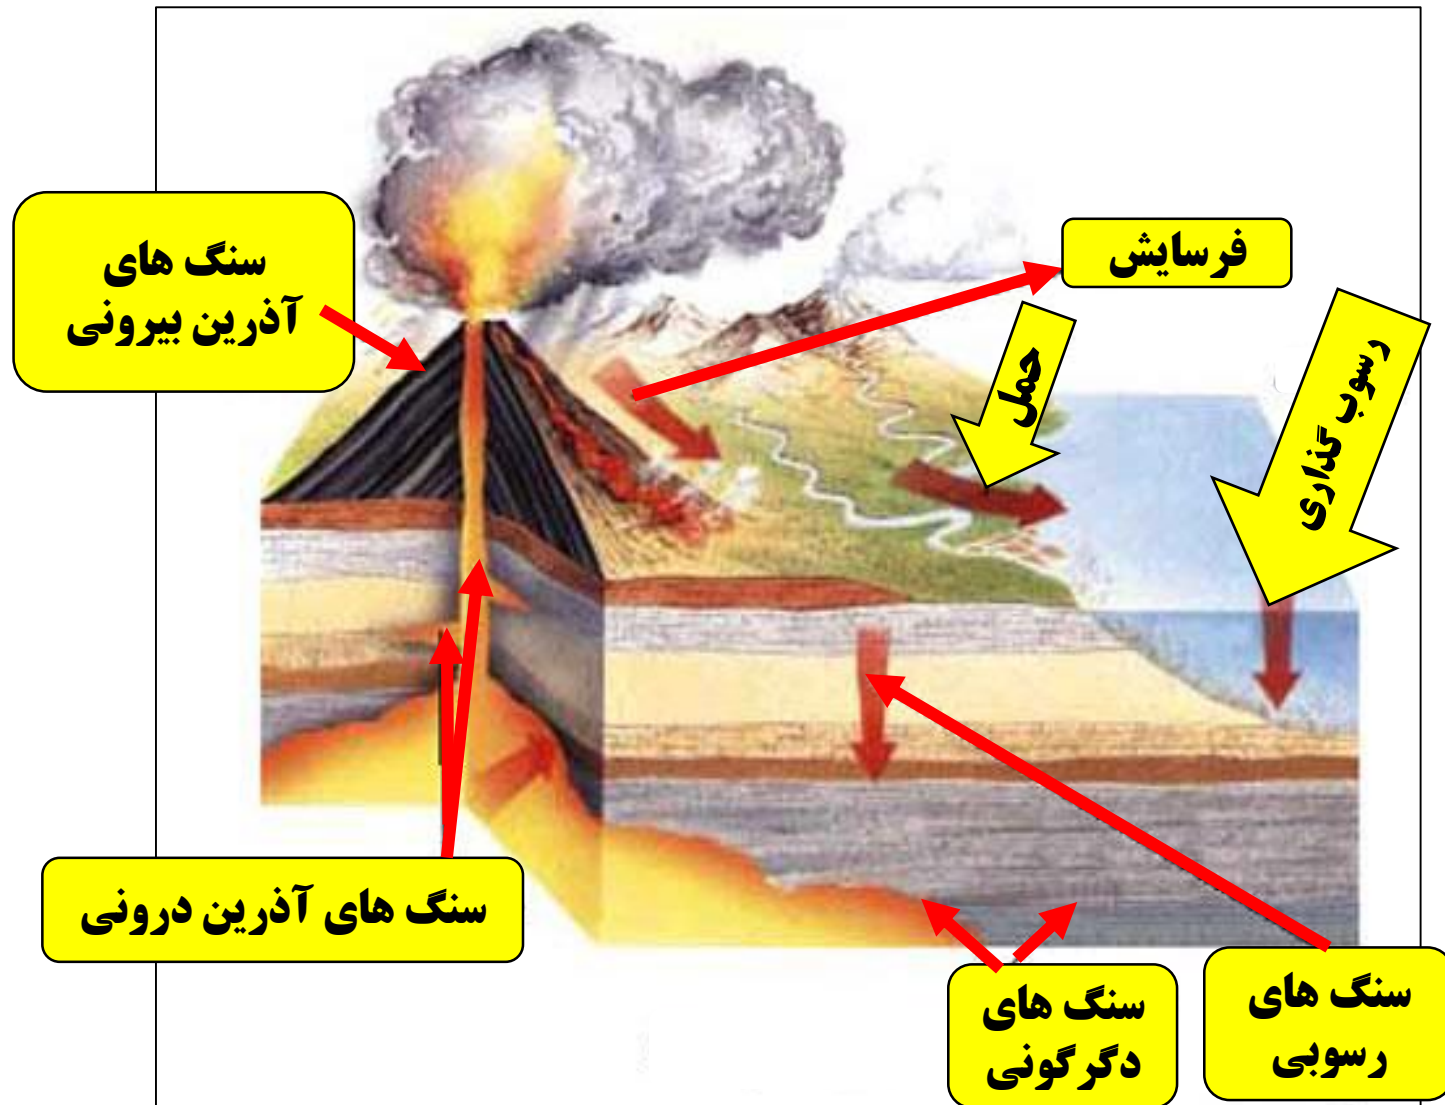 سنگ های
آذرین بیرونی
فرسایش
حمل
رسوب گذاری
سنگ های آذرین درونی
سنگ های
دگرگونی
سنگ های
رسوبی